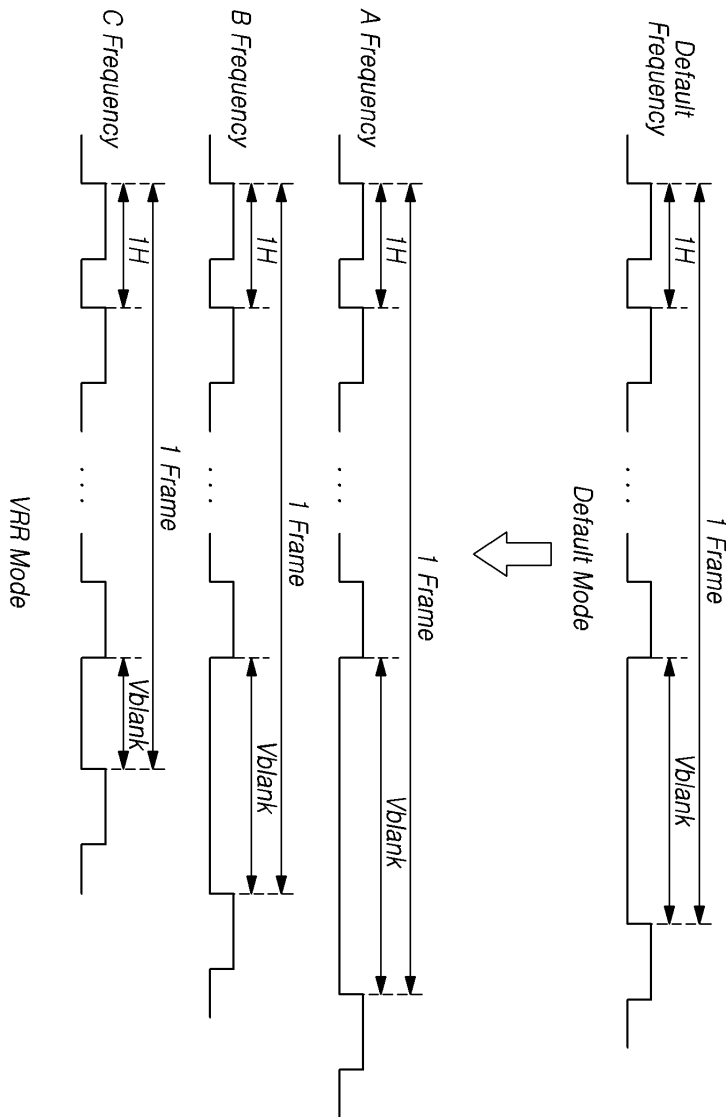 Default
Frequency
1 Frame
1H
. . .
Vblank
Default Mode
A Frequency
1 Frame
1H
. . .
Vblank
B Frequency
1 Frame
1H
. . .
Vblank
C Frequency
1 Frame
1H
. . .
Vblank
VRR Mode